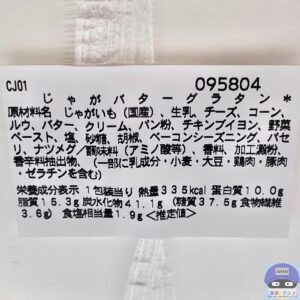 CJ01 095804
じゃがバターグラタン*
原材料名 じゃがいも(国産)、生乳、チーズ、コーン、
ルウ、バター、クリーム、パン粉、チキンブイヨン、野菜
ペースト、塩、砂糖、胡椒、ベーコンシーズニング、パセ
リ、ナツメグ/調味料(アミノ酸等)、香料、加工澱粉、
香辛料抽出物、(一部に乳成分・小麦・大豆・鶏肉・豚肉
・ゼラチンを含む)
栄養成分表示 1包装当り 熱量335kcal 蛋白質10.0g
脂質15.3g 炭水化物41.1g (糖質37.5g 食物繊維
3.6g) 食塩相当量1.9g <推定値>